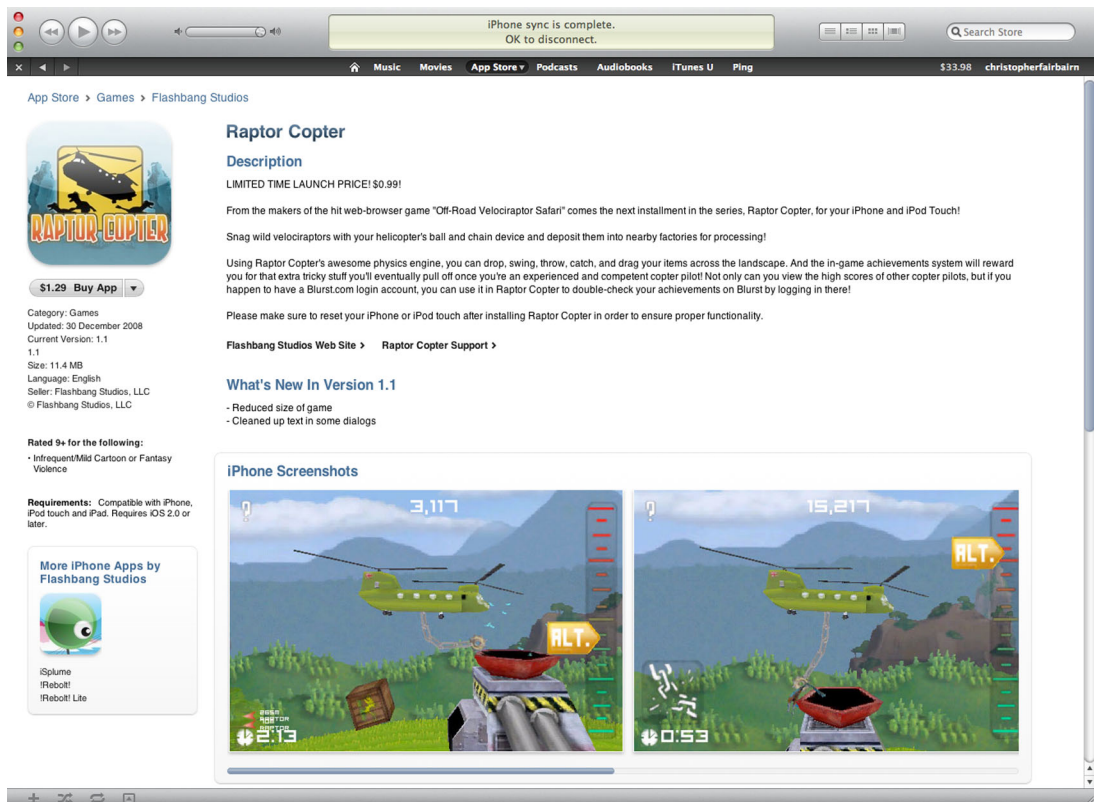 iPhone sync is complete.
OK to disconnect.
Search Store
Music Movies App Store Podcasts Audiobooks iTunes U Ping
$33.98 christopherfairbairn
App Store > Games > Flashbang Studios
RAPTOR COPTER
$1.29 Buy App
Category: Games
Updated: 30 December 2008
Current Version: 1.1
1.1
Size: 11.4 MB
Language: English
Seller: Flashbang Studios, LLC
© Flashbang Studios, LLC
Rated 9+ for the following:
• Infrequent/Mild Cartoon or Fantasy
Violence
Requirements: Compatible with iPhone,
iPod touch and iPad. Requires iOS 2.0 or
later.
More iPhone Apps by
Flashbang Studios
iSplume
!Rebolt!
!Rebolt! Lite
Raptor Copter
Description
LIMITED TIME LAUNCH PRICE! $0.99!
From the makers of the hit web-browser game "Off-Road Velociraptor Safari" comes the next installment in the series, Raptor Copter, for your iPhone and iPod Touch!
Snag wild velociraptors with your helicopter's ball and chain device and deposit them into nearby factories for processing!
Using Raptor Copter's awesome physics engine, you can drop, swing, throw, catch, and drag your items across the landscape. And the in-game achievements system will reward
you for that extra tricky stuff you'll eventually pull off once you're an experienced and competent copter pilot! Not only can you view the high scores of other copter pilots, but if you
happen to have a Blurst.com login account, you can use it in Raptor Copter to double-check your achievements on Blurst by logging in there!
Please make sure to reset your iPhone or iPod touch after installing Raptor Copter in order to ensure proper functionality.
Flashbang Studios Web Site > Raptor Copter Support >
What's New In Version 1.1
- Reduced size of game
- Cleaned up text in some dialogs
iPhone Screenshots
? 3,117
ALT.
RAPTOR
RAPTOR
2:13
? 15,217
ALT.
0:53